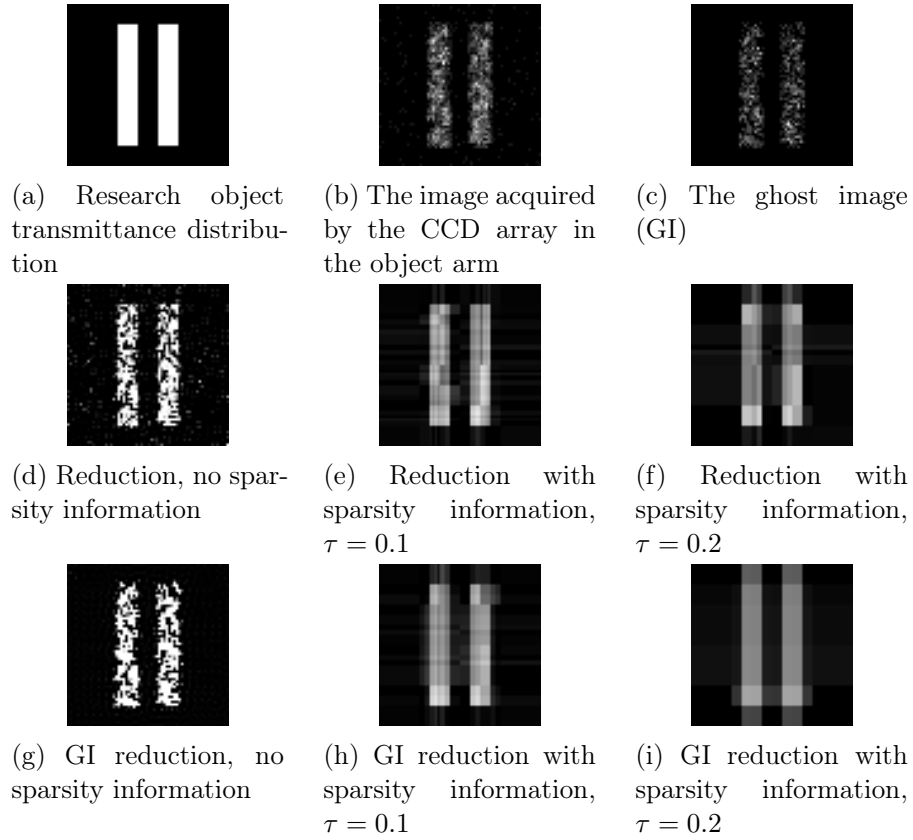 (a) Research object
transmittance distribu-
tion
(b) The image acquired
by the CCD array in
the object arm
(c) The ghost image
(GI)
(d) Reduction, no spar-
sity information
(e) Reduction with
sparsity information,
τ = 0.1
(f) Reduction with
sparsity information,
τ = 0.2
(g) GI reduction, no
sparsity information
(h) GI reduction with
sparsity information,
τ = 0.1
(i) GI reduction with
sparsity information,
τ = 0.2